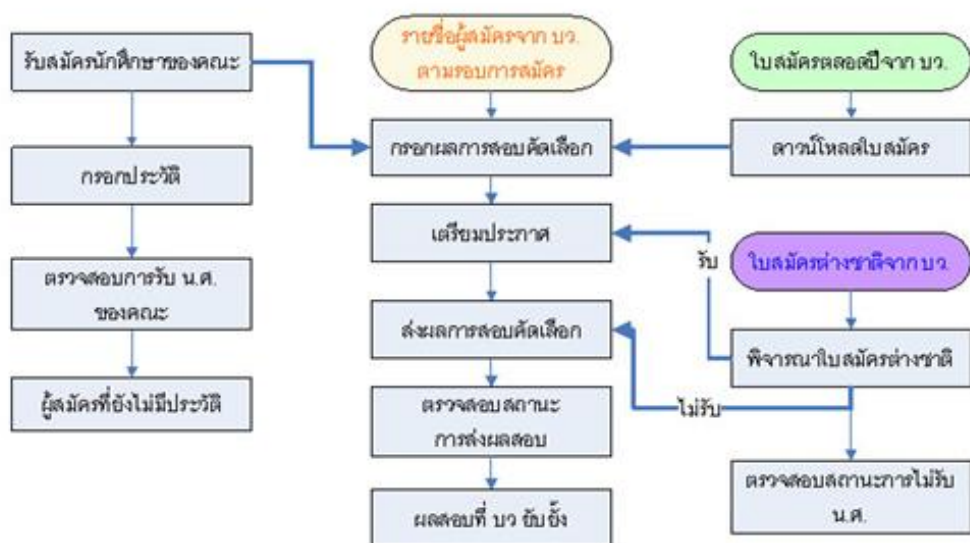 รับสมัครนักศึกษาของคณะ
กรอกประวัติ
ตรวจสอบการรับ น.ศ.
ของคณะ
ผู้สมัครที่ยังไม่มีประวัติ
รายชื่อผู้สมัครจาก บว.
ตามรอบการสมัคร
กรอกผลการสอบคัดเลือก
เตรียมประกาศ
ส่งผลการสอบคัดเลือก
ตรวจสอบสถานะ
การส่งผลสอบ
ผลสอบที่ บว ยับยั้ง
ใบสมัครตลอดปีจาก บว.
ดาวน์โหลดใบสมัคร
ใบสมัครต่างชาติจาก บว.
รับ
พิจารณาใบสมัครต่างชาติ
ไม่รับ
ตรวจสอบสถานะการไม่รับ
น.ศ.